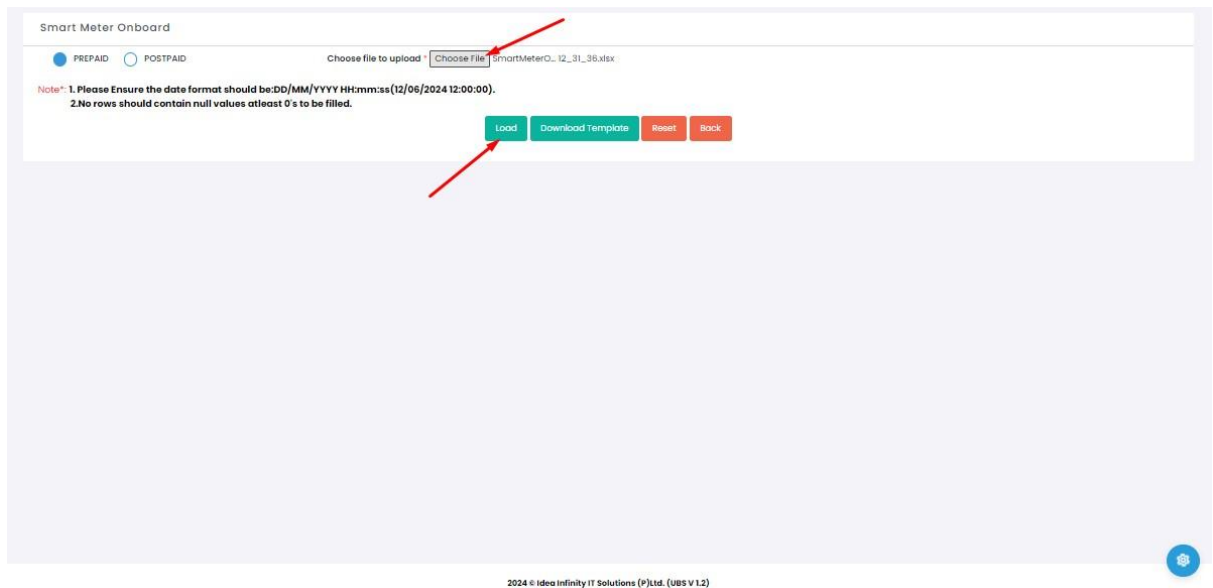 Smart Meter Onboard
PREPAID POSTPAID Choose file to upload * Choose File SmartMeterO... 12_31_36.xlsx
Note*: 1. Please Ensure the date format should be:DD/MM/YYYY HH:mm:ss(12/06/2024 12:00:00).
2.No rows should contain null values atleast 0's to be filled.
Load Download Template Reset Back
2024 © Idea Infinity IT Solutions (P)Ltd. (UBS V 1.2)